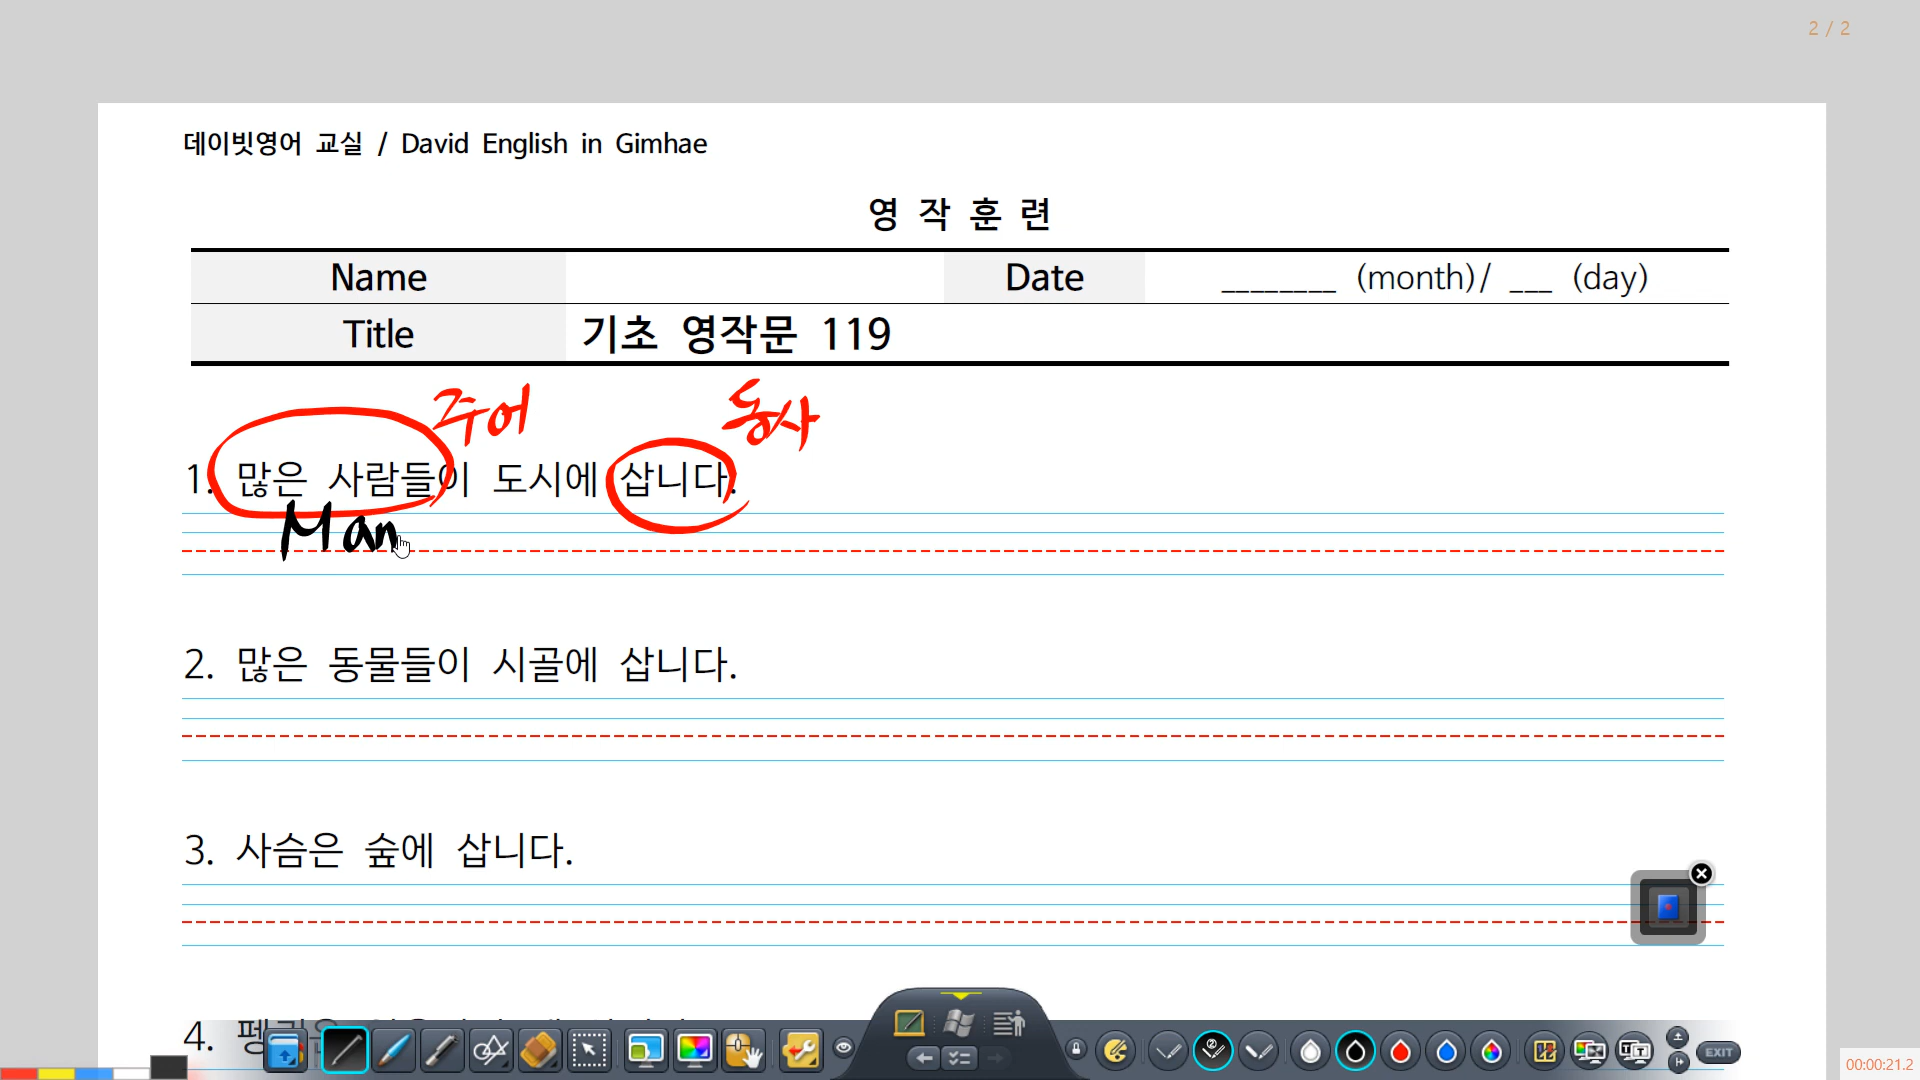 2 / 2
데이빗영어 교실 / David English in Gimhae
영 작 훈 련
Name Date ________ (month)/ ___ (day)
Title 기초 영작문 119
주어 동사
1. 많은 사람들이 도시에 삽니다.
Man
2. 많은 동물들이 시골에 삽니다.
3. 사슴은 숲에 삽니다.
4.
EXIT
00:00:21.2